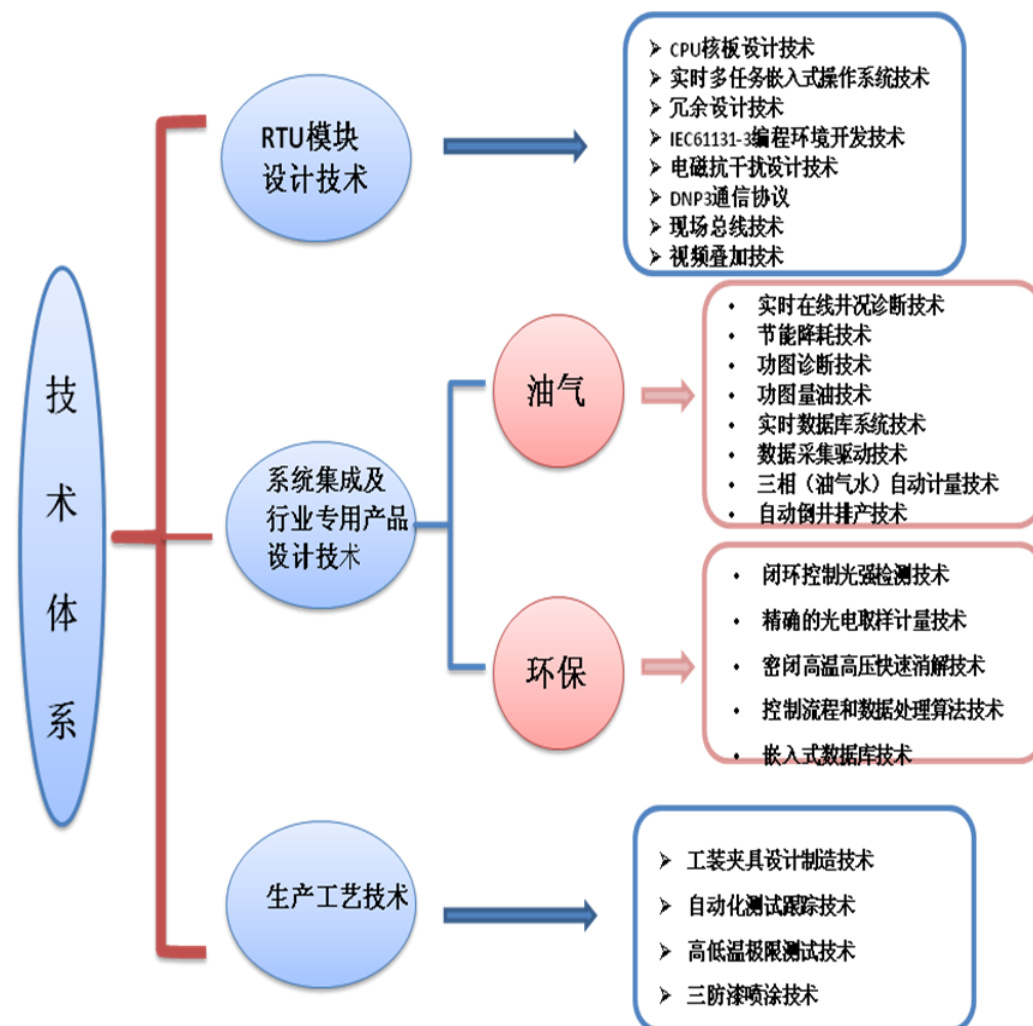 技
术
体
系
RTU模块
设计技术
CPU核板设计技术
实时多任务嵌入式操作系统技术
冗余设计技术
IEC61131-3编程环境开发技术
电磁抗干扰设计技术
DNP3通信协议
现场总线技术
视频叠加技术
系统集成及
行业专用产品
设计技术
油气
实时在线井况诊断技术
节能降耗技术
功图诊断技术
功图量油技术
实时数据库系统技术
数据采集驱动技术
三相（油气水）自动计量技术
自动倒井排产技术
环保
闭环控制光强检测技术
精确的光电取样计量技术
密闭高温高压快速消解技术
控制流程和数据处理算法技术
嵌入式数据库技术
生产工艺技术
工装夹具设计制造技术
自动化测试跟踪技术
高低温极限测试技术
三防漆喷涂技术